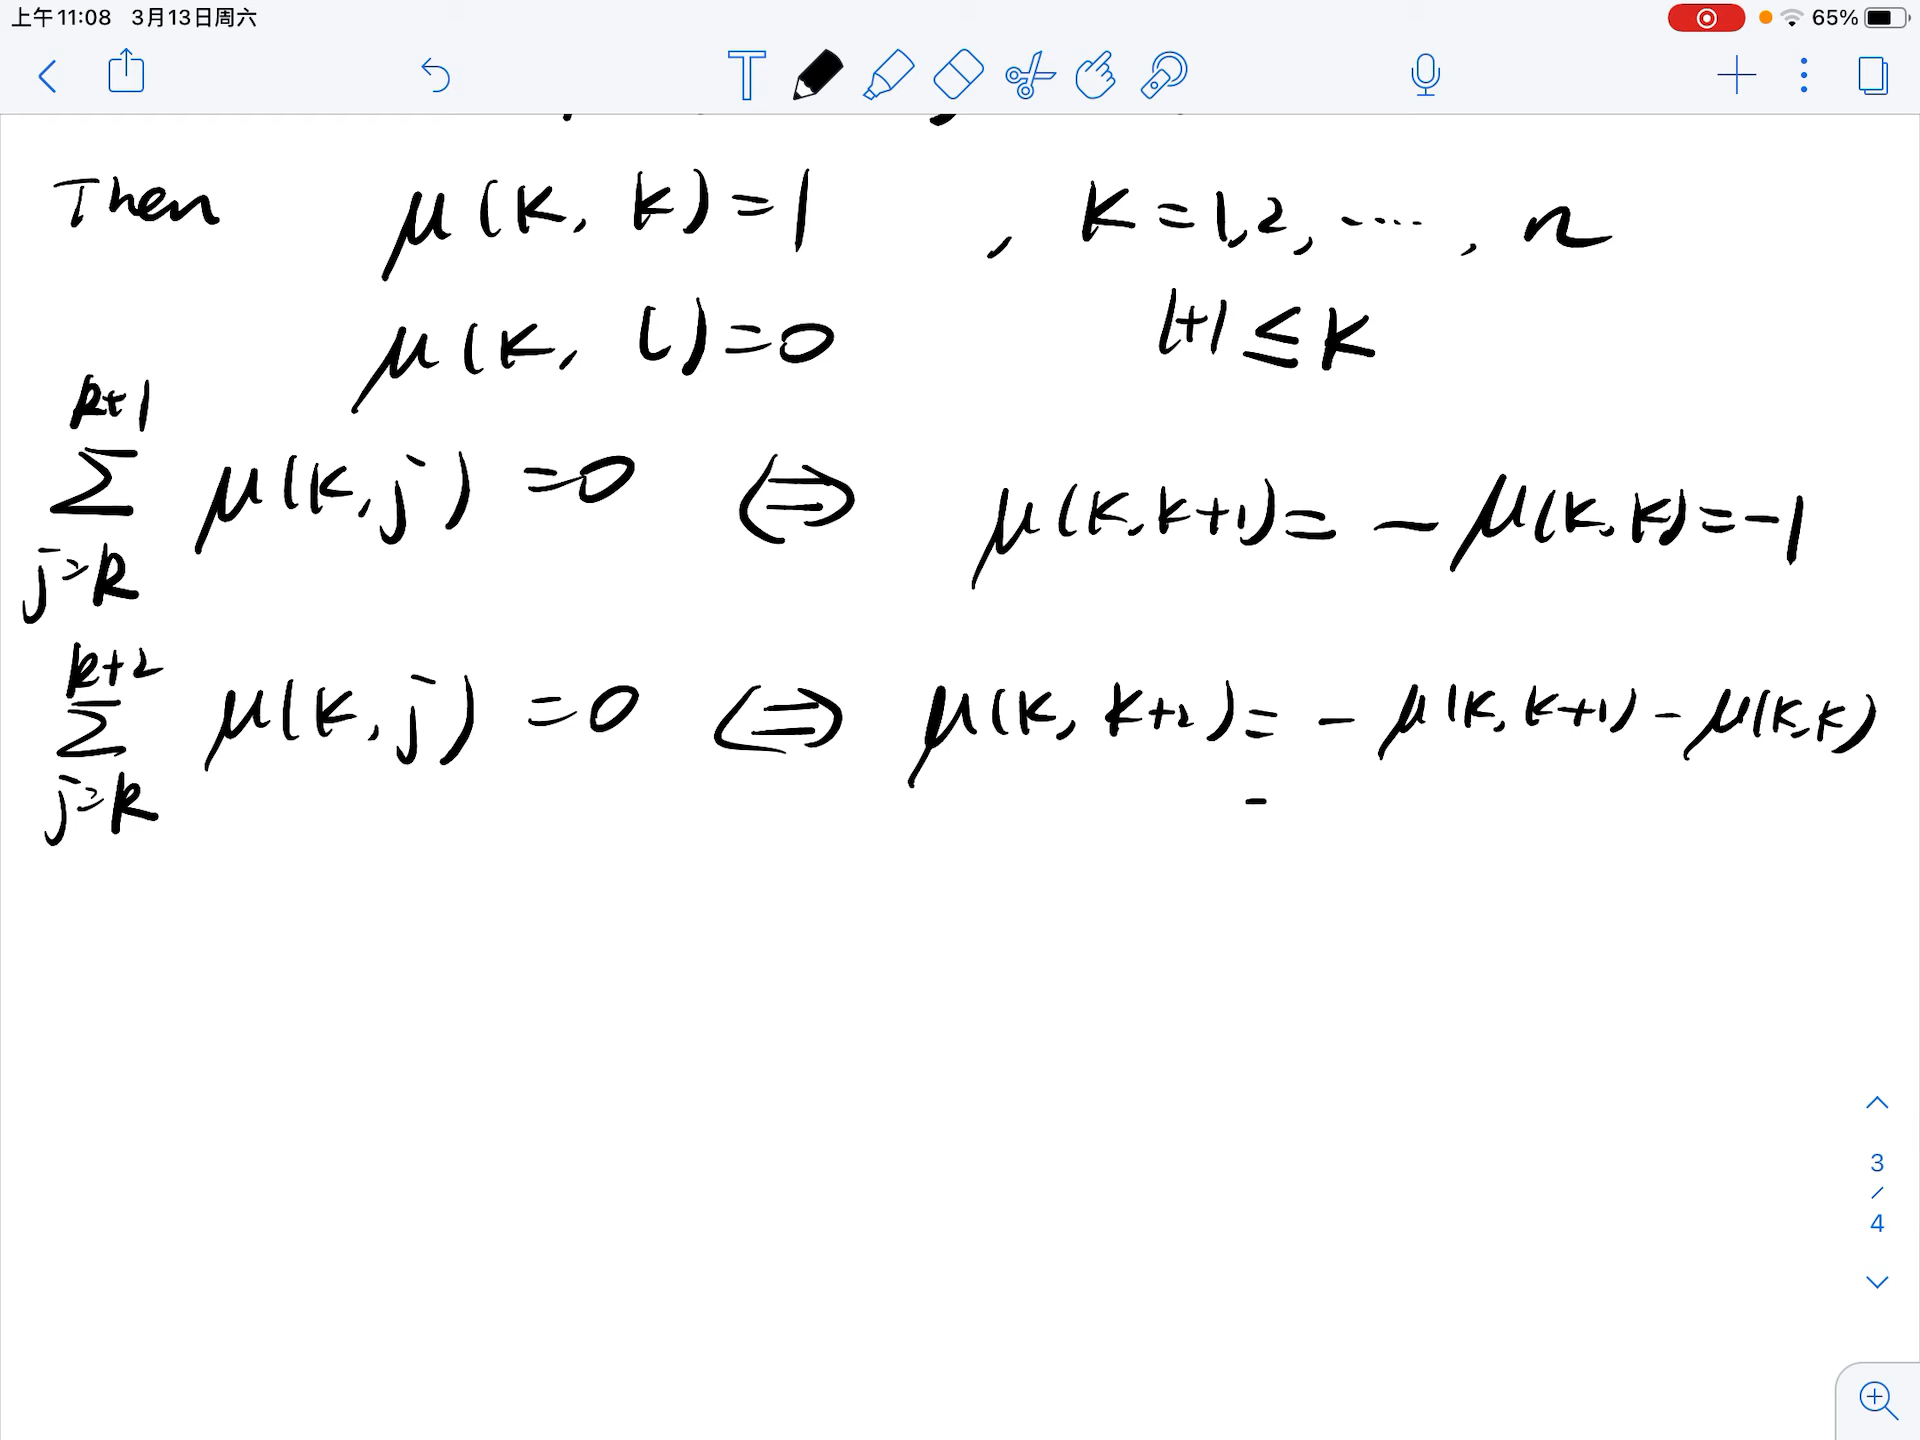 上午11:08 3月13日周六 65%
Then μ(k, k)=1 , k=1,2, ...., n
μ(k, l)=0 l+1 ≤ k
k+1
Σ μ(k,j) =0 ⟺ μ(k,k+1)= - μ(k,k)=-1
j=k
k+2
Σ μ(k,j) =0 ⟺ μ(k, k+2)= - μ(k,k+1) - μ(k,k)
j=k
3
/
4